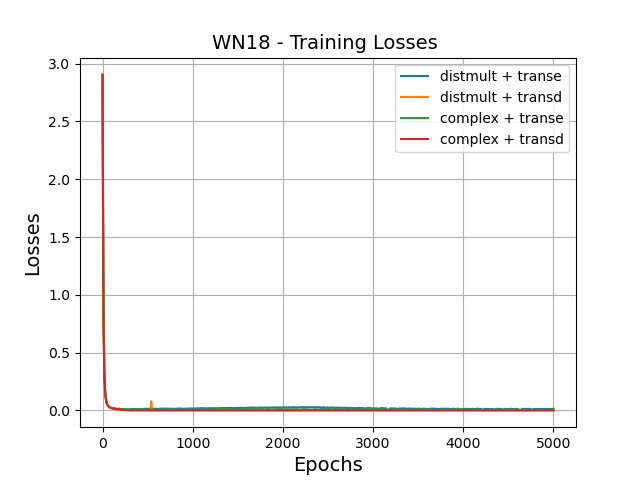 WN18 - Training Losses
3.0
2.5
2.0
1.5
1.0
0.5
0.0
Losses
distmult + transe
distmult + transd
complex + transe
complex + transd
0 1000 2000 3000 4000 5000
Epochs